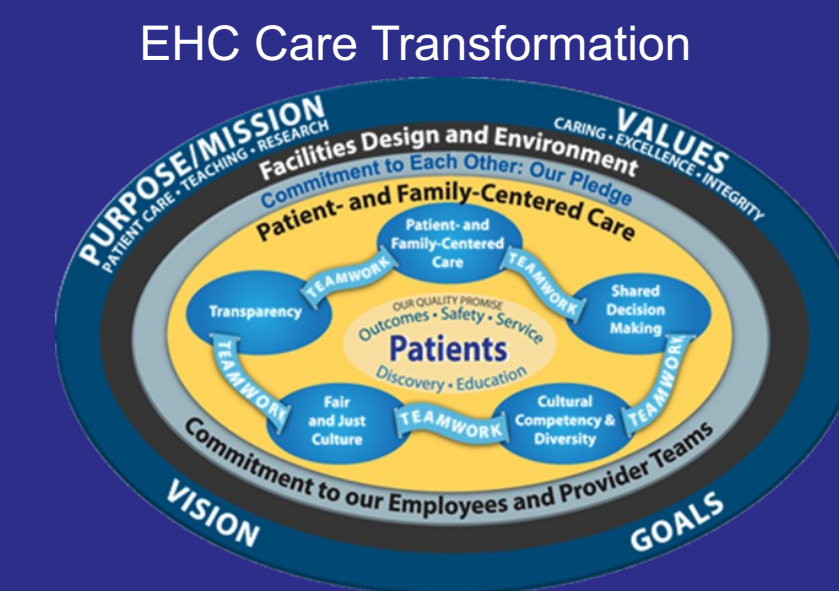 EHC Care Transformation
PURPOSE/MISSION
PATIENT CARE • TEACHING • RESEARCH
VALUES
CARING • EXCELLENCE • INTEGRITY
Facilities Design and Environment
Commitment to Each Other: Our Pledge
Patient- and Family-Centered Care
Patient- and
Family-Centered
Care
TEAMWORK
TEAMWORK
Transparency
Shared
Decision
Making
OUR QUALITY PROMISE
Outcomes • Safety • Service
Patients
Discovery • Education
TEAMWORK
TEAMWORK
Fair
and Just
Culture
TEAMWORK
Cultural
Competency &
Diversity
Commitment to our Employees and Provider Teams
VISION
GOALS